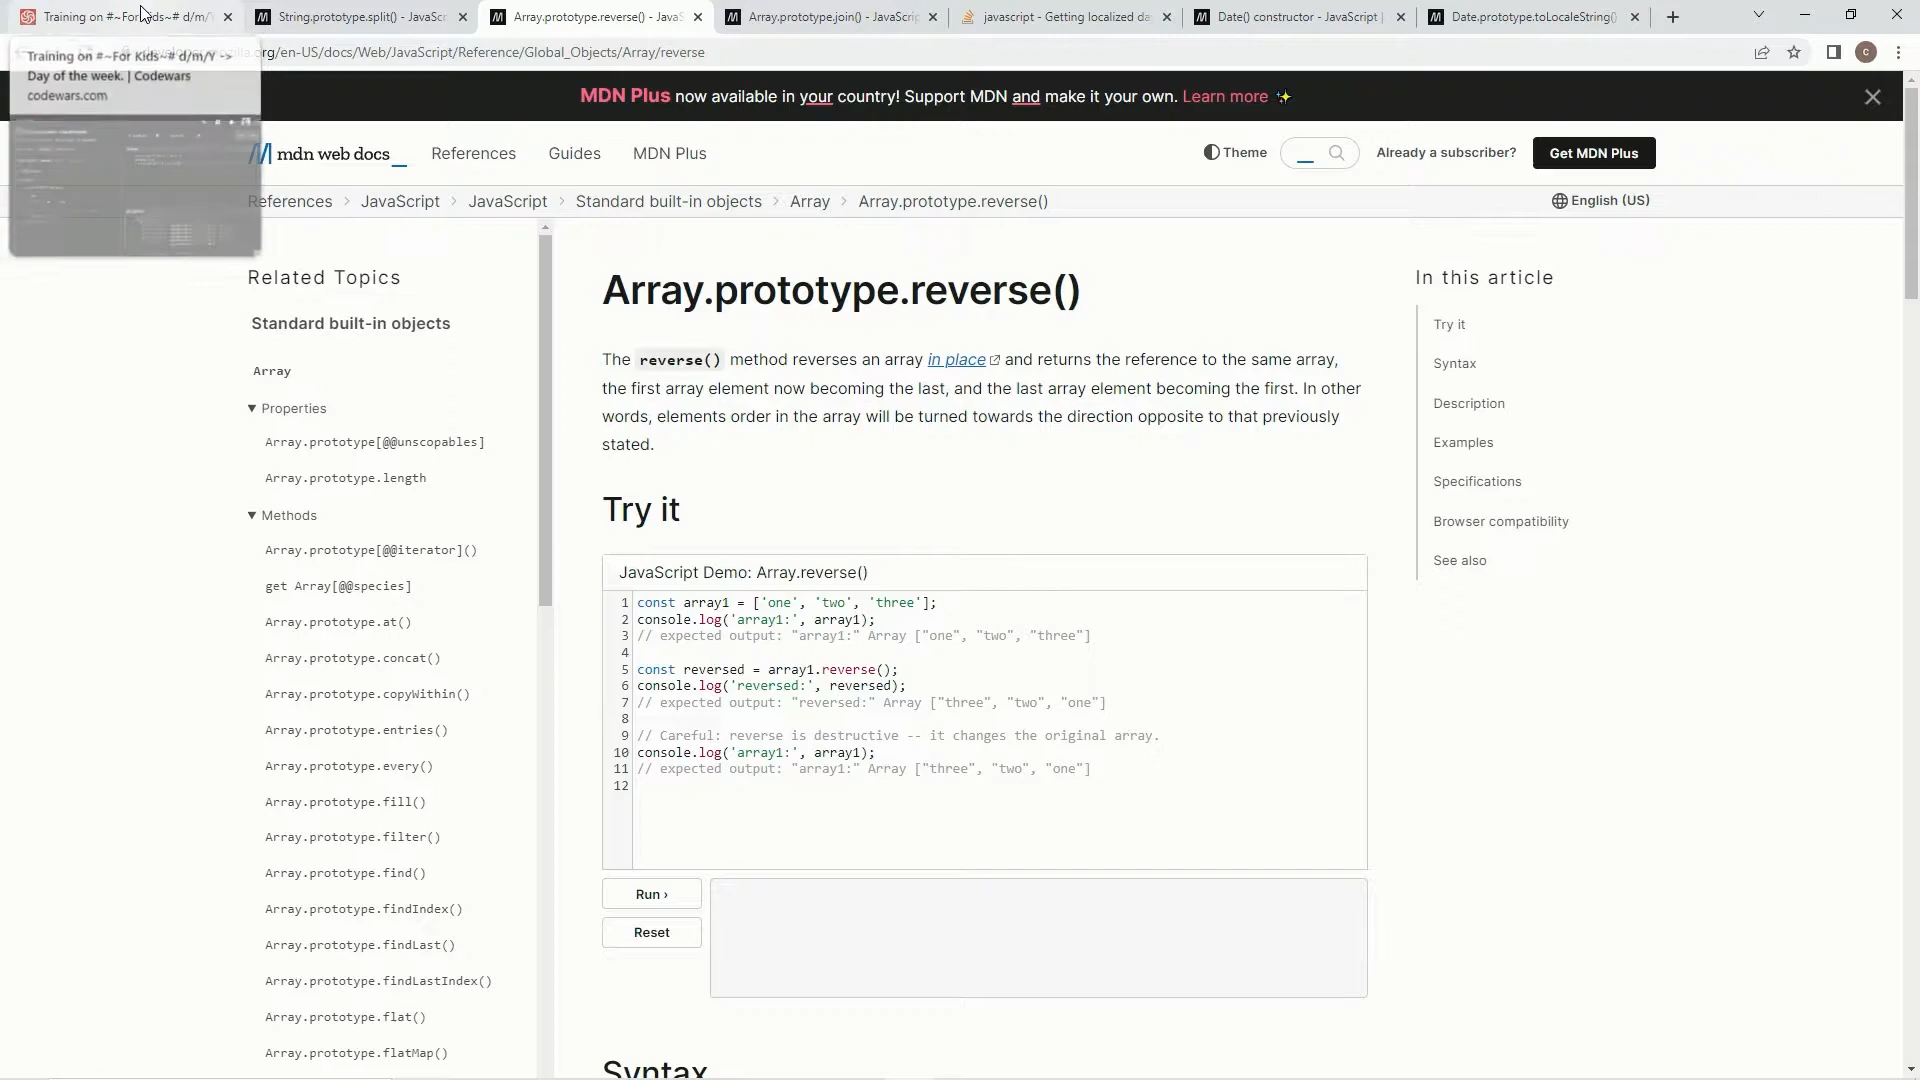 Training on #~For Kids~# d/m/Y
String.prototype.split() - JavaSc
Array.prototype.reverse() - JavaS
Array.prototype.join() - JavaScrip
javascript - Getting localized da
Date() constructor - JavaScript |
Date.prototype.toLocaleString()
.org/en-US/docs/Web/JavaScript/Reference/Global_Objects/Array/reverse
C
Training on #~For Kids~# d/m/Y ->
Day of the week. | Codewars
codewars.com
MDN Plus now available in your country! Support MDN and make it your own. Learn more ✨
mdn web docs_
References
Guides
MDN Plus
Theme
Already a subscriber?
Get MDN Plus
References > JavaScript > JavaScript > Standard built-in objects > Array > Array.prototype.reverse()
English (US)
Related Topics
Standard built-in objects
Array
▼ Properties
Array.prototype[@@unscopables]
Array.prototype.length
▼ Methods
Array.prototype[@@iterator]()
get Array[@@species]
Array.prototype.at()
Array.prototype.concat()
Array.prototype.copyWithin()
Array.prototype.entries()
Array.prototype.every()
Array.prototype.fill()
Array.prototype.filter()
Array.prototype.find()
Array.prototype.findIndex()
Array.prototype.findLast()
Array.prototype.findLastIndex()
Array.prototype.flat()
Array.prototype.flatMap()
Array.prototype.reverse()
The reverse() method reverses an array in place and returns the reference to the same array,
the first array element now becoming the last, and the last array element becoming the first. In other
words, elements order in the array will be turned towards the direction opposite to that previously
stated.
Try it
JavaScript Demo: Array.reverse()
1 const array1 = ['one', 'two', 'three'];
2 console.log('array1:', array1);
3 // expected output: "array1:" Array ["one", "two", "three"]
4
5 const reversed = array1.reverse();
6 console.log('reversed:', reversed);
7 // expected output: "reversed:" Array ["three", "two", "one"]
8
9 // Careful: reverse is destructive -- it changes the original array.
10 console.log('array1:', array1);
11 // expected output: "array1:" Array ["three", "two", "one"]
12
Run ›
Reset
Syntax
In this article
Try it
Syntax
Description
Examples
Specifications
Browser compatibility
See also